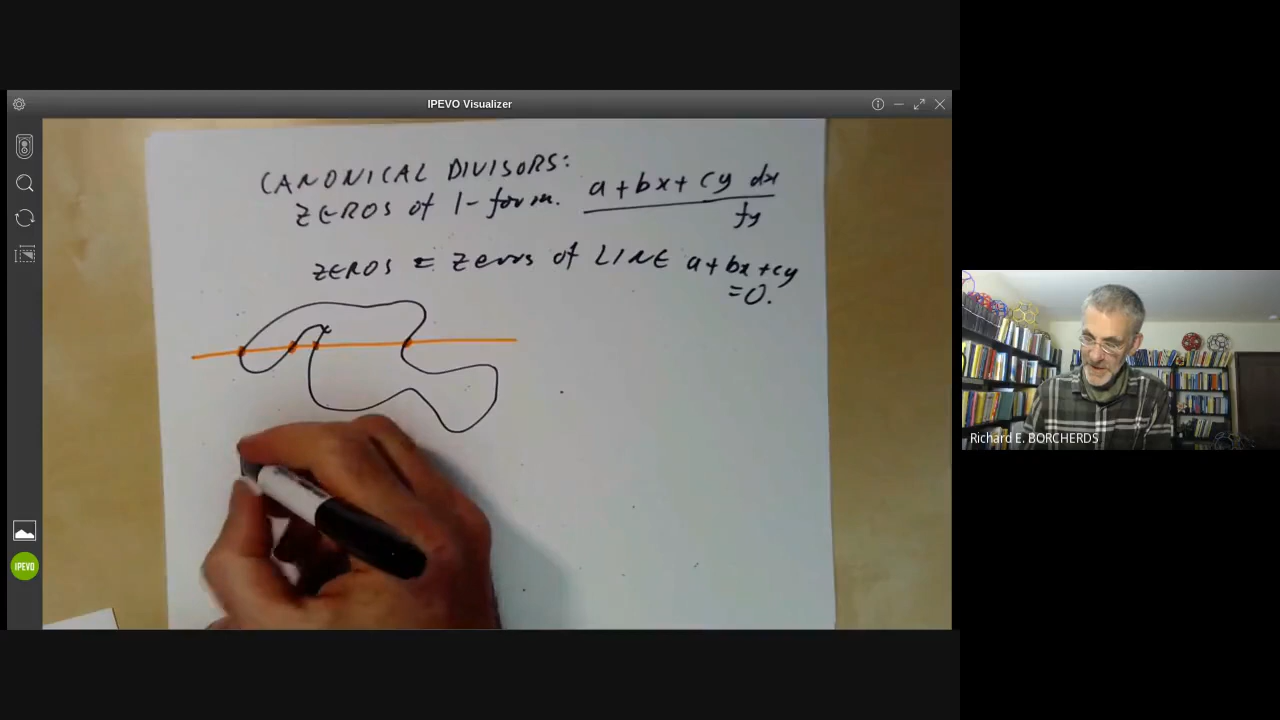 IPEVO Visualizer
CANONICAL DIVISORS:
ZEROS of 1-form. a+bx+cy dx
fy
ZEROS = zeros of LINE a+bx+cy
=0.
IPEVO
Richard E. BORCHERDS